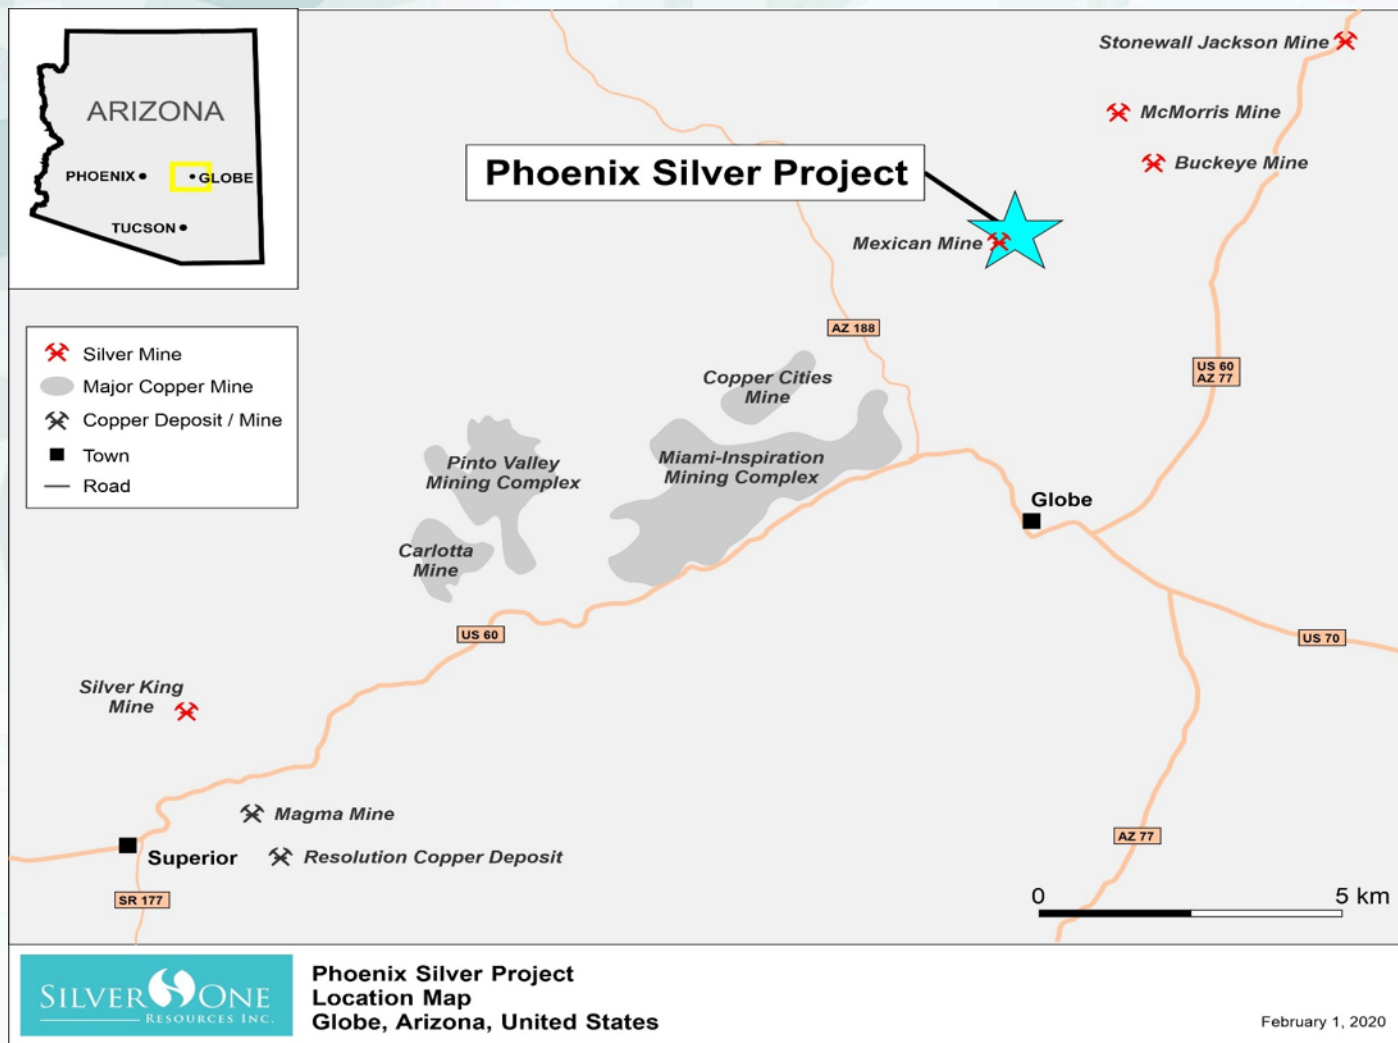 ARIZONA
PHOENIX
GLOBE
TUCSON
Stonewall Jackson Mine
McMorris Mine
Buckeye Mine
Phoenix Silver Project
Mexican Mine
AZ 188
US 60
AZ 77
Silver Mine
Major Copper Mine
Copper Deposit / Mine
Town
Road
Copper Cities
Mine
Pinto Valley
Mining Complex
Miami-Inspiration
Mining Complex
Globe
Carlotta
Mine
US 60
US 70
Silver King
Mine
Magma Mine
Superior
Resolution Copper Deposit
AZ 77
SR 177
0 5 km
SILVER ONE
RESOURCES INC.
Phoenix Silver Project
Location Map
Globe, Arizona, United States
February 1, 2020